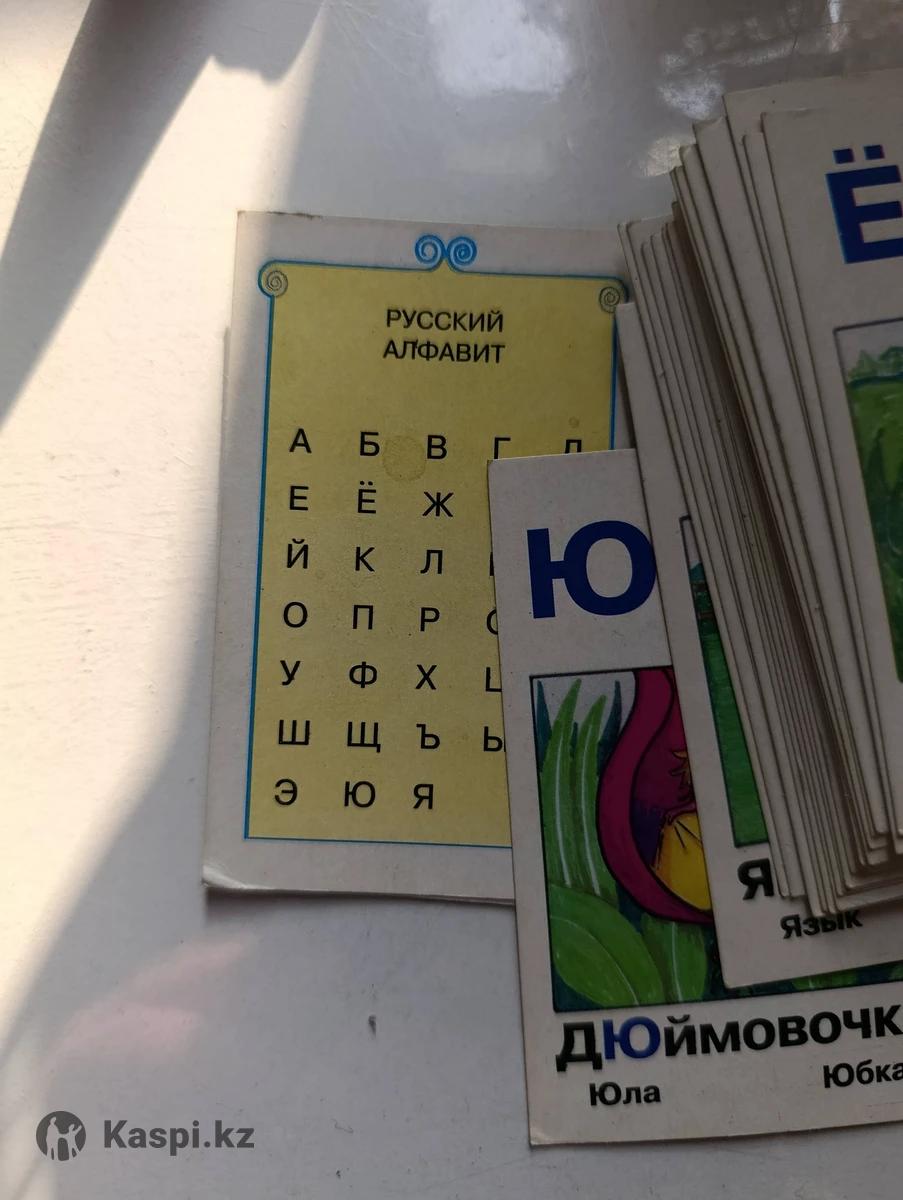 РУССКИЙ
АЛФАВИТ
А Б В Г Д
Е Ё Ж
Й К Л
О П Р С
У Ф Х Ц
Ш Щ Ъ Ы
Э Ю Я
Ё
Ю
Я
Язык
ДЮЙМОВОЧК
Юла Юбка
Kaspi.kz